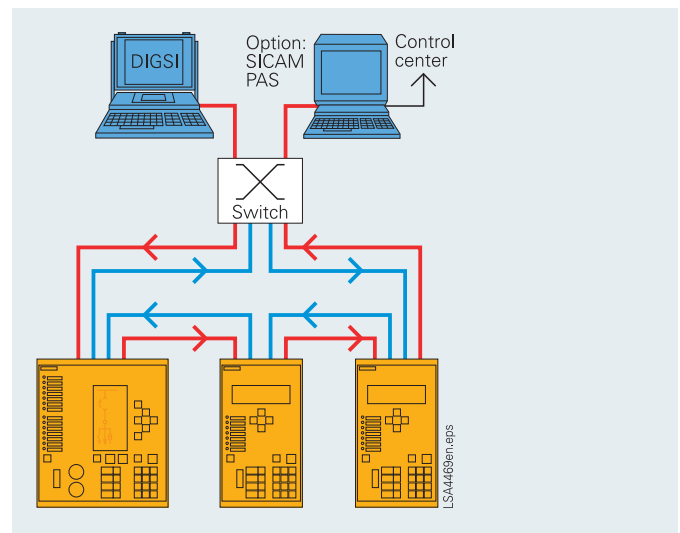 DIGSI
Option:
SICAM
PAS
Control
center
Switch
LSA4469en.eps